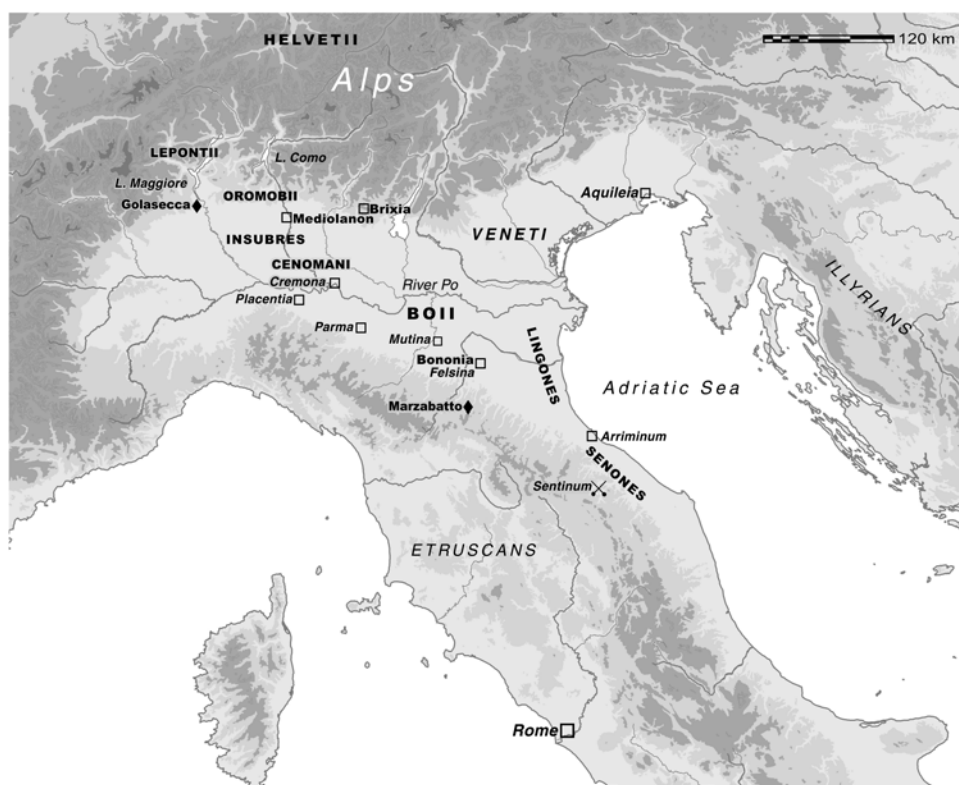 HELVETII
120 km
Alps
LEPONTII
L. Como
L. Maggiore
Golasecca
OROMOBII
Aquileia
Brixia
Mediolanon
INSUBRES
VENETI
CENOMANI
ILLYRIANS
Cremona
River Po
Placentia
BOII
Parma
Mutina
LINGONES
Bononia
Felsina
Adriatic Sea
Marzabatto
Arriminum
SENONES
Sentinum
ETRUSCANS
Rome